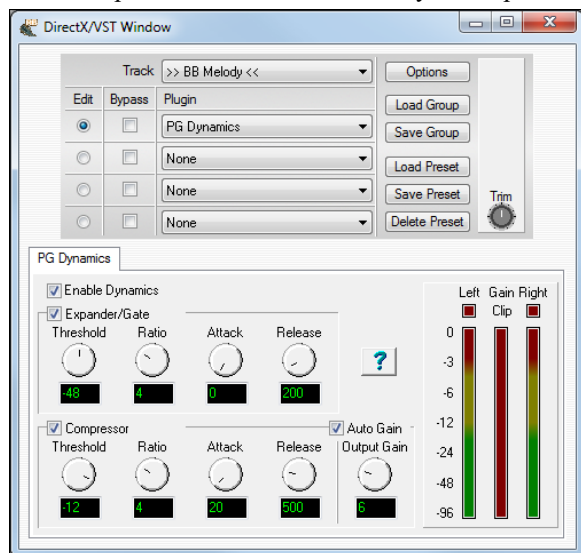 DirectX/VST Window
Track >> BB Melody << Options
Edit Bypass Plugin Load Group
PG Dynamics Save Group
None Load Preset
None Save Preset Trim
None Delete Preset
PG Dynamics
Enable Dynamics Left Gain Right
Expander/Gate Clip
Threshold Ratio Attack Release 0
? -3
-48 4 0 200 -6
Compressor Auto Gain -12
Threshold Ratio Attack Release Output Gain -24
-48
-12 4 20 500 6 -96